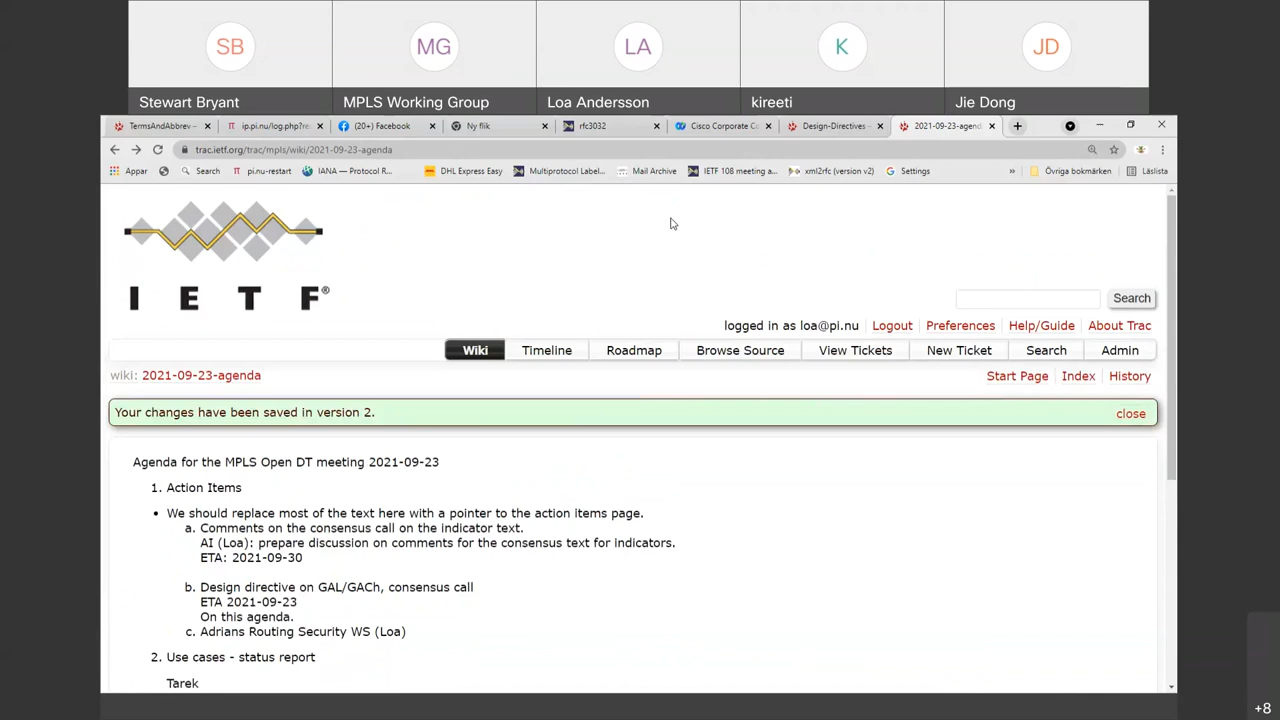 SB
MG
LA
K
JD
Stewart Bryant
MPLS Working Group
Loa Andersson
kireeti
Jie Dong
TermsAndAbbrev –
ip.pi.nu/log.php?re
(20+) Facebook
Ny flik
rfc3032
Cisco Corporate C
Design-Directives –
2021-09-23-agend
trac.ietf.org/trac/mpls/wiki/2021-09-23-agenda
Appar
Search
pi.nu-restart
IANA — Protocol R...
DHL Express Easy
Multiprotocol Label...
Mail Archive
IETF 108 meeting a...
xml2rfc (version v2)
Settings
»
Övriga bokmärken
Läslista
I E T F®
Search
logged in as loa@pi.nu Logout Preferences Help/Guide About Trac
Wiki Timeline Roadmap Browse Source View Tickets New Ticket Search Admin
wiki: 2021-09-23-agenda
Start Page Index History
Your changes have been saved in version 2.
close
Agenda for the MPLS Open DT meeting 2021-09-23
1. Action Items
• We should replace most of the text here with a pointer to the action items page.
a. Comments on the consensus call on the indicator text.
AI (Loa): prepare discussion on comments for the consensus text for indicators.
ETA: 2021-09-30
b. Design directive on GAL/GACh, consensus call
ETA 2021-09-23
On this agenda.
c. Adrians Routing Security WS (Loa)
2. Use cases - status report
Tarek
+8